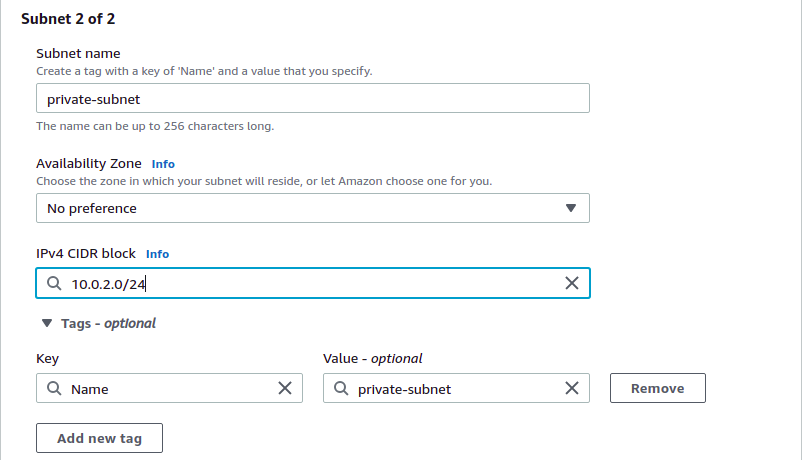 Subnet 2 of 2
Subnet name
Create a tag with a key of 'Name' and a value that you specify.
private-subnet
The name can be up to 256 characters long.
Availability Zone Info
Choose the zone in which your subnet will reside, or let Amazon choose one for you.
No preference
IPv4 CIDR block Info
10.0.2.0/24
Tags - optional
Key Value - optional
Name private-subnet Remove
Add new tag